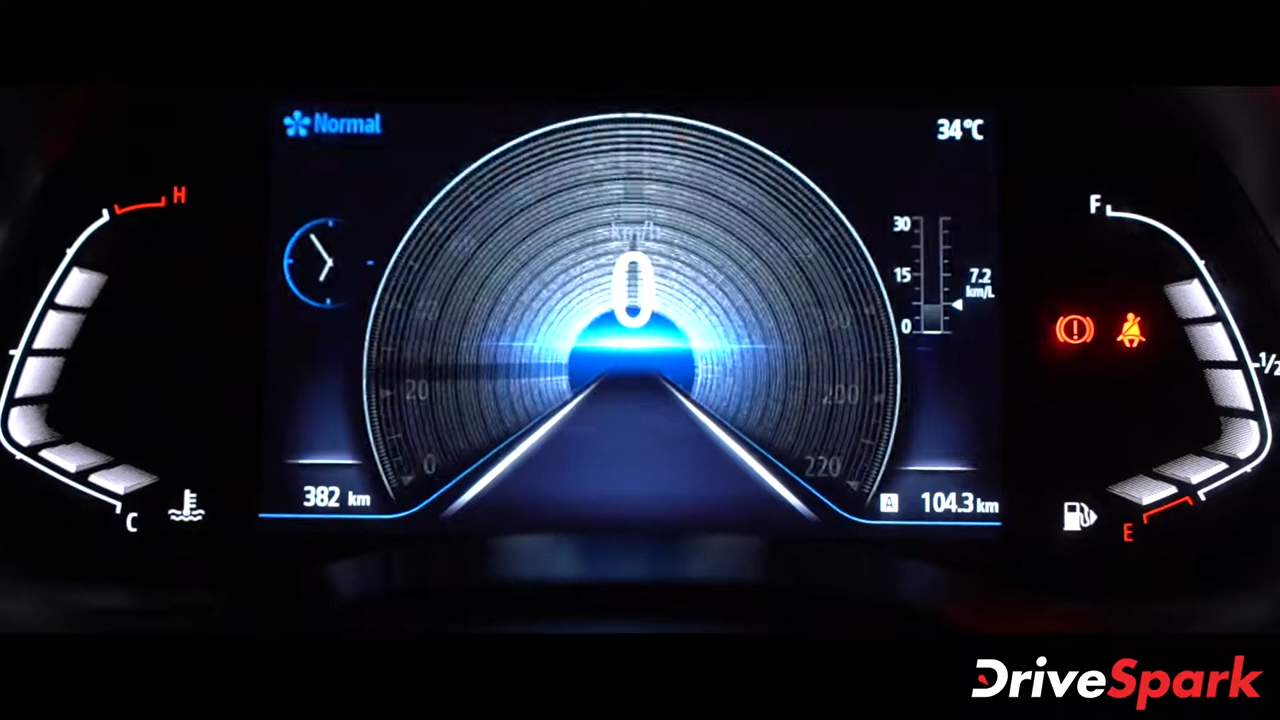 Normal
34°C
H
F
km/h
30
0
15
7.2
km/L
0
1/2
20
200
0
220
382 km
A 104.3 km
C
E
DriveSpark